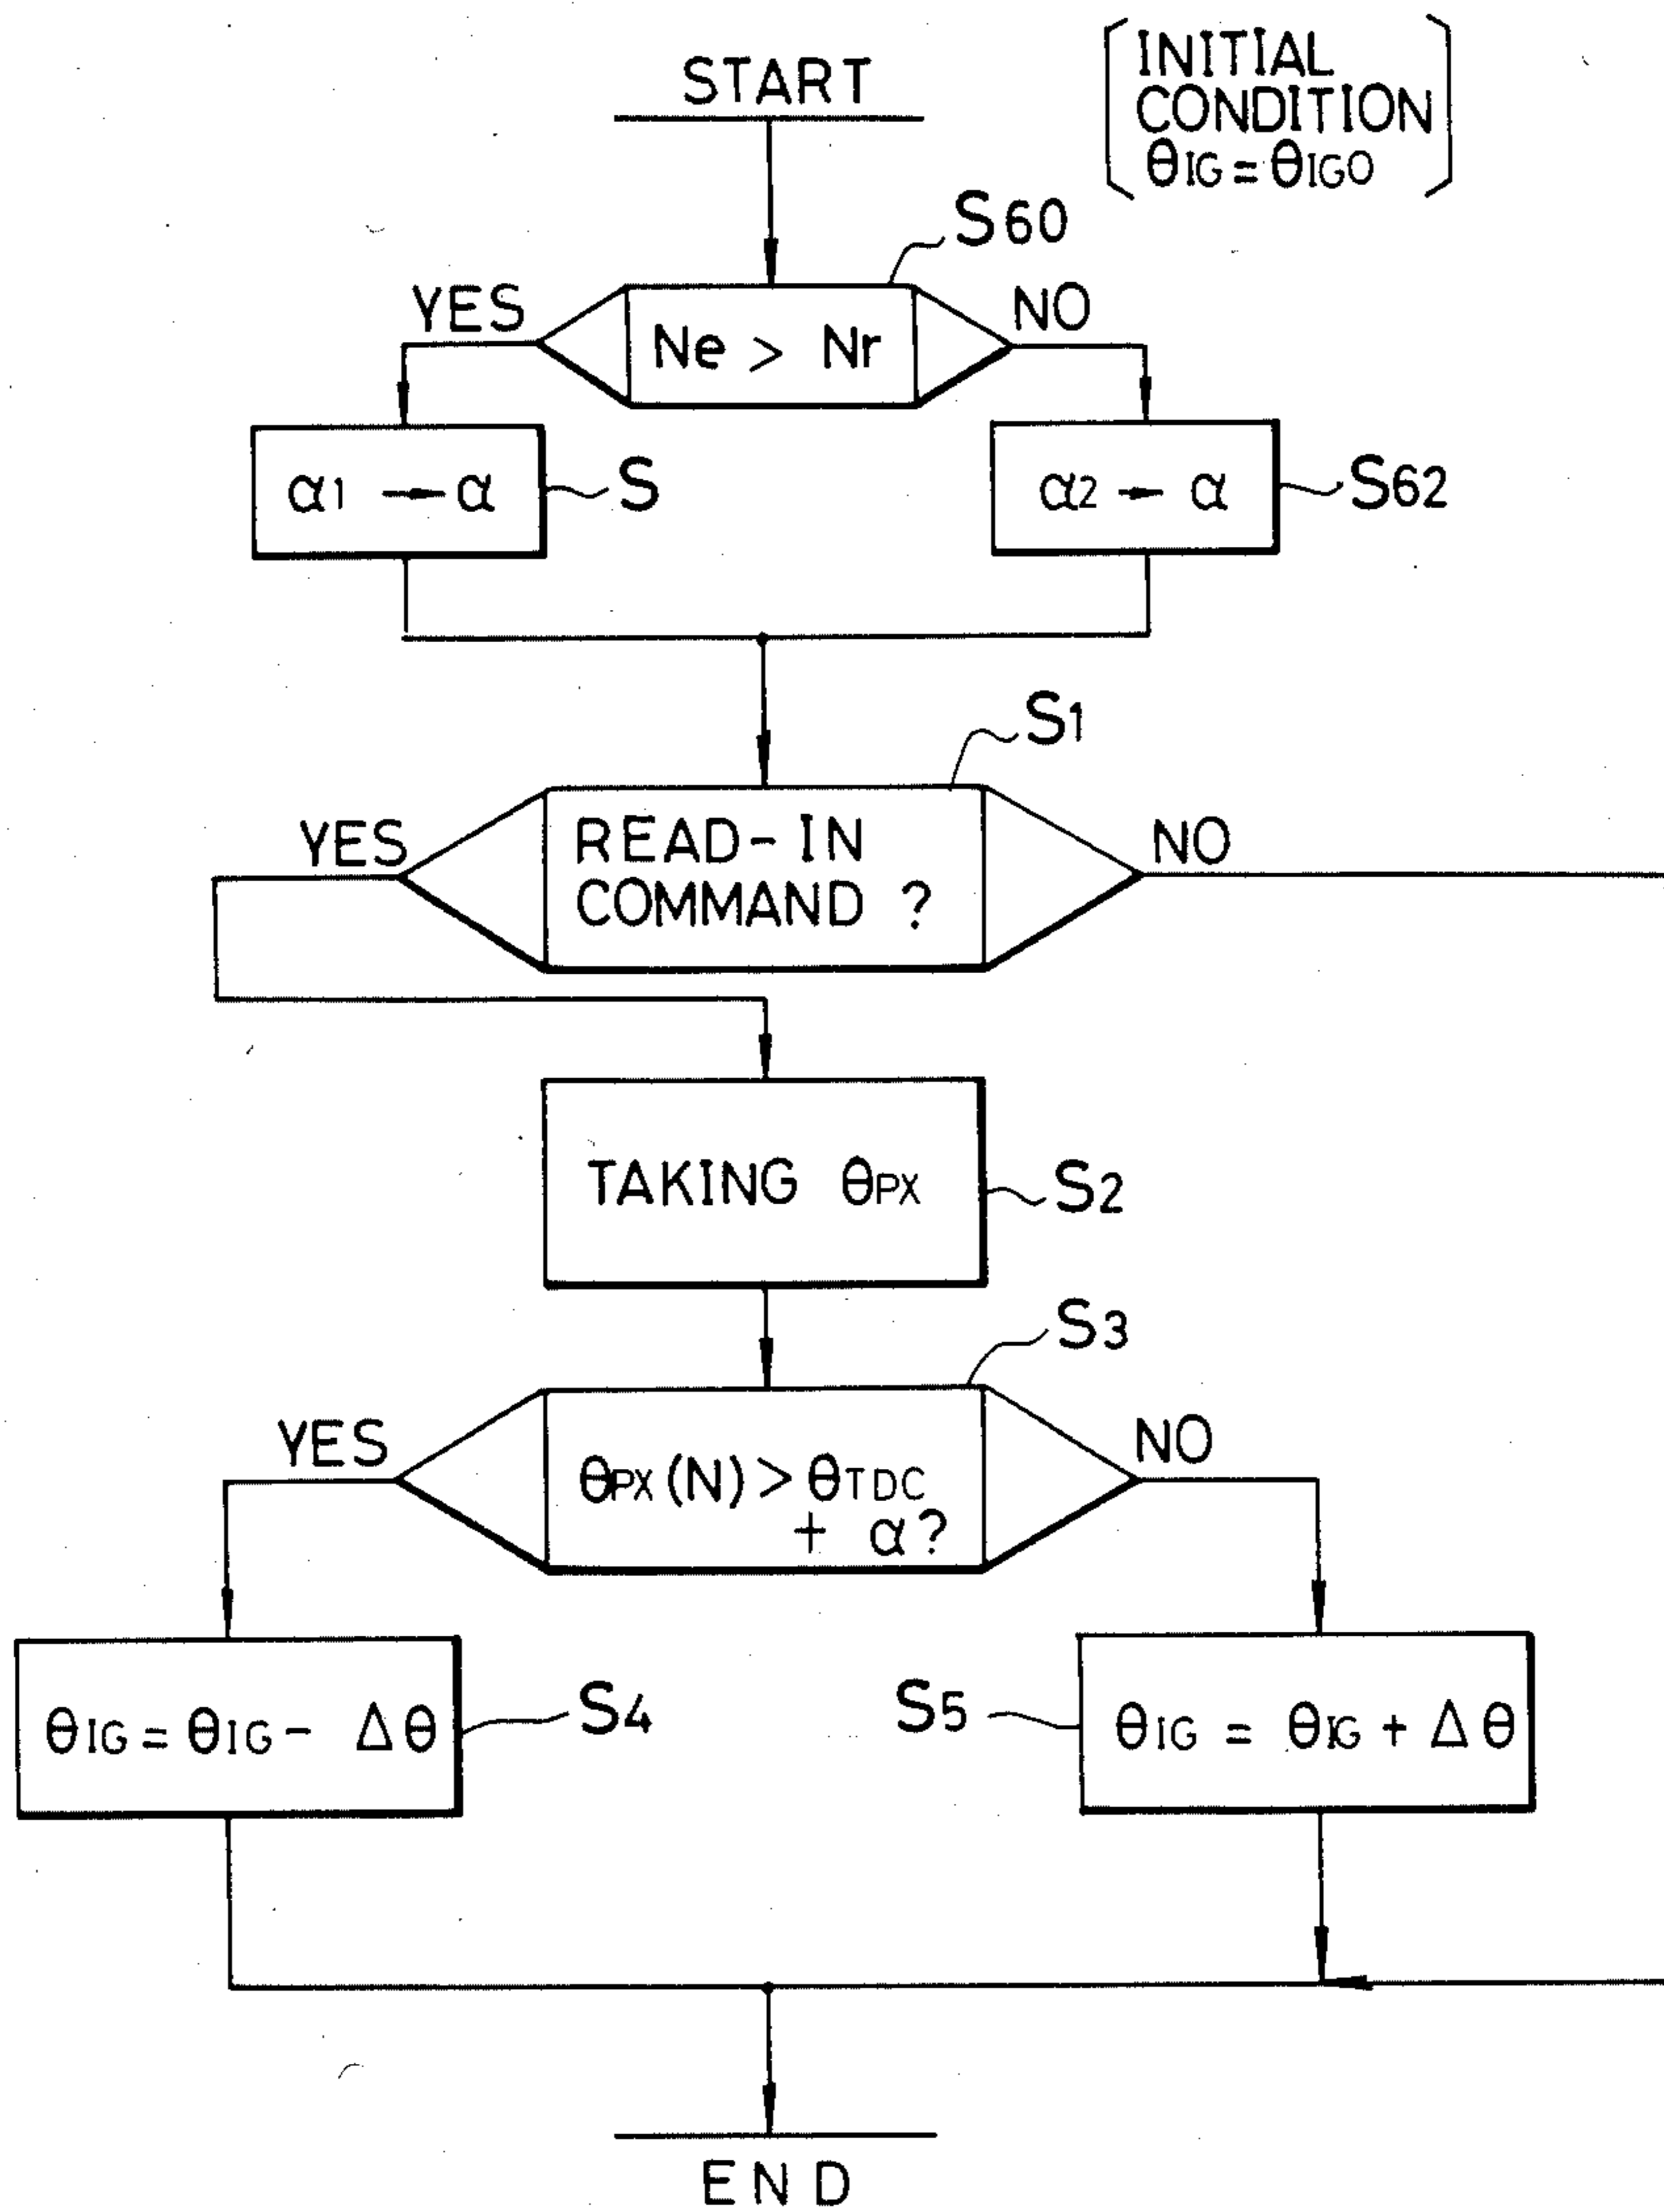 START
INITIAL
CONDITION
θIG = θIGO
S60
YES
Ne > Nr
NO
α1 → α
S
α2 → α
S62
S1
YES
READ-IN
COMMAND ?
NO
TAKING θPX
S2
S3
YES
θPX(N) > θTDC
+ α?
NO
θIG = θIG - Δθ
S4
S5
θIG = θIG + Δθ
END